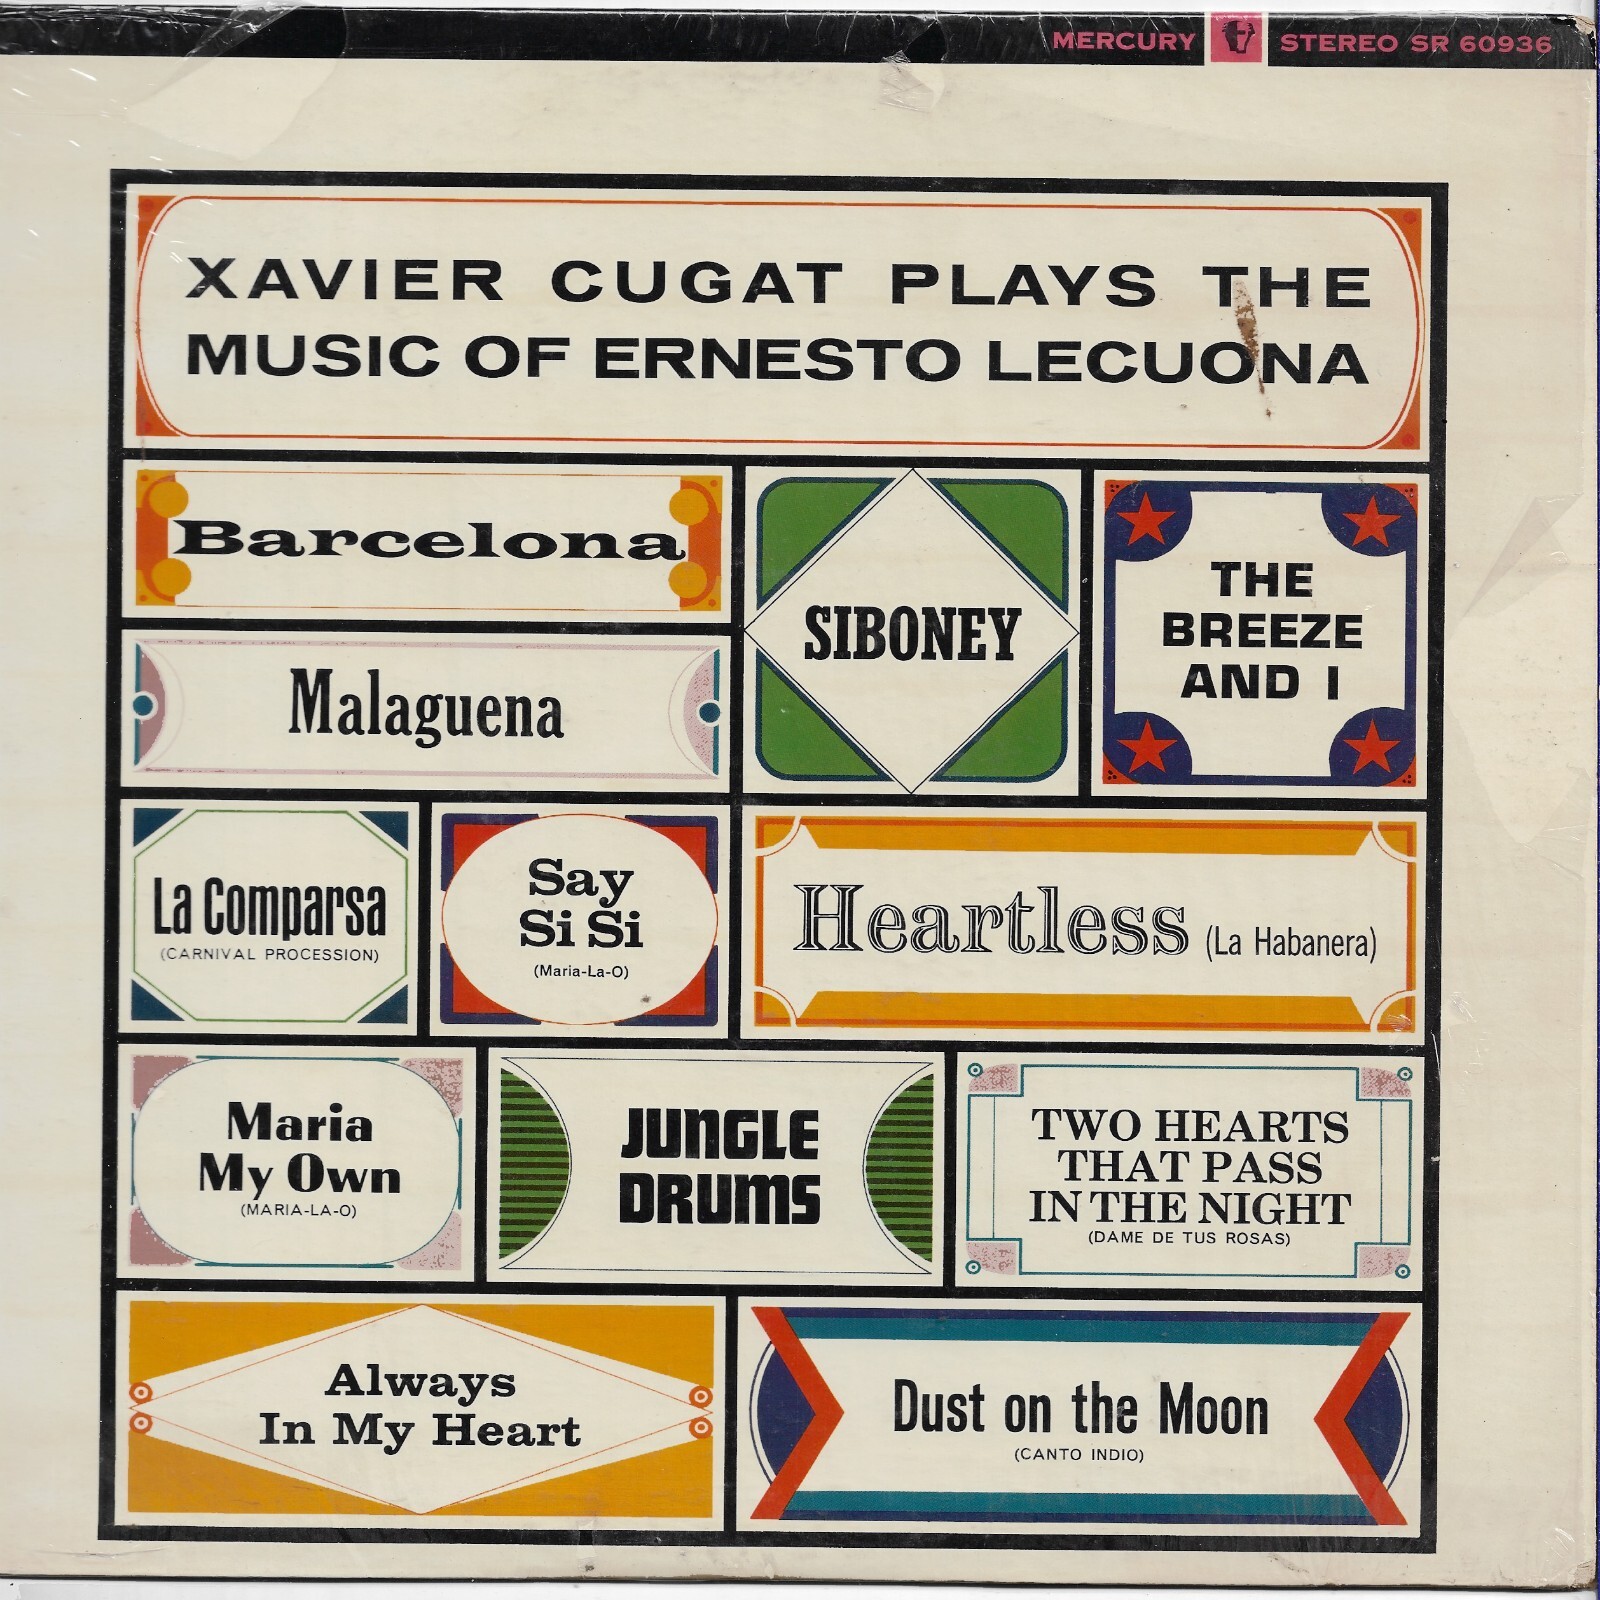 MERCURY STEREO SR 60936
XAVIER CUGAT PLAYS THE
MUSIC OF ERNESTO LECUONA
Barcelona
SIBONEY
THE
BREEZE
AND I
Malaguena
La Comparsa
(CARNIVAL PROCESSION)
Say
Si Si
(Maria-La-O)
Heartless (La Habanera)
Maria
My Own
(MARIA-LA-O)
JUNGLE
DRUMS
TWO HEARTS
THAT PASS
IN THE NIGHT
(DAME DE TUS ROSAS)
Always
In My Heart
Dust on the Moon
(CANTO INDIO)